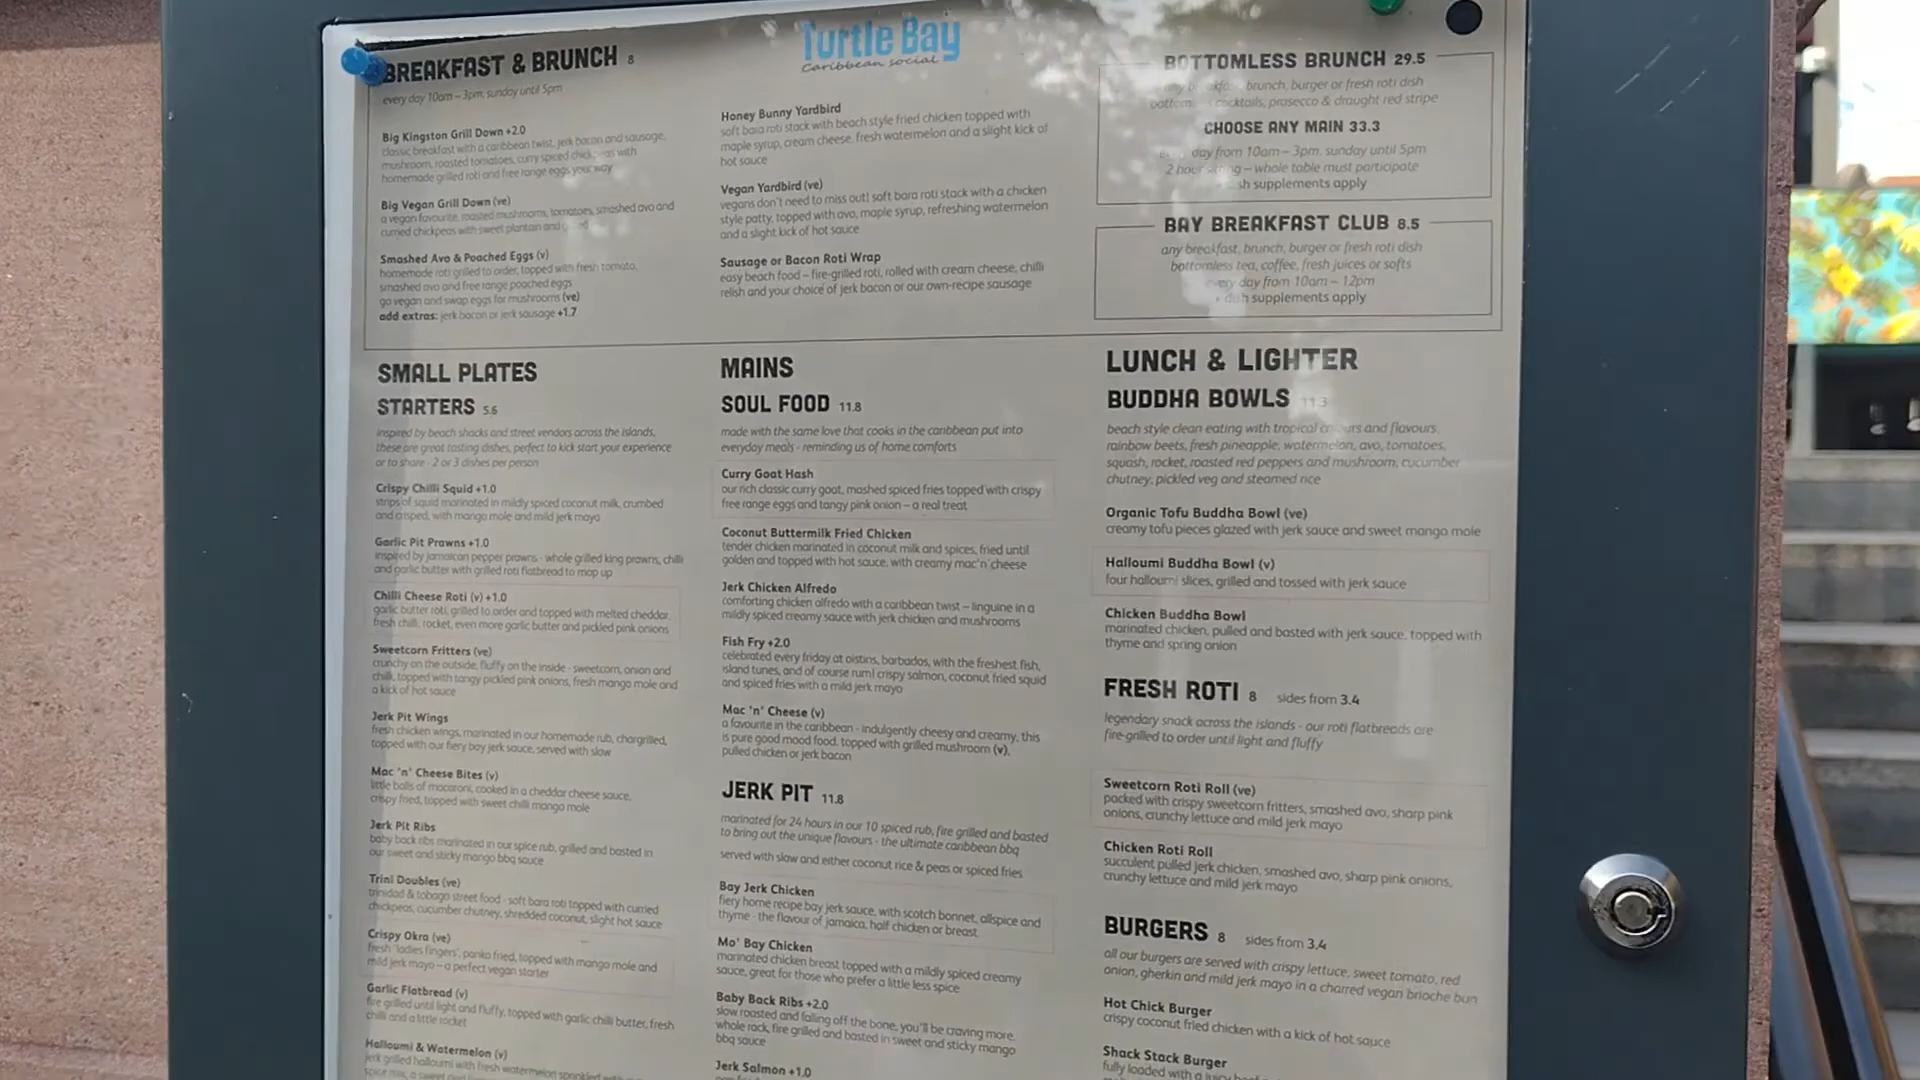 Turtle Bay
Caribbean social
BREAKFAST & BRUNCH 8
every day 10am – 3pm, sunday until 5pm
Big Kingston Grill Down +2.0
classic breakfast with a caribbean twist, jerk bacon and sausage,
mushroom, roasted tomatoes, curry spiced chickpeas with
homemade grilled roti and free range eggs your way
Big Vegan Grill Down (ve)
a vegan favourite, roasted mushrooms, tomatoes, smashed avo and
curried chickpeas with sweet plantain and
Smashed Avo & Poached Eggs (v)
homemade roti grilled to order, topped with fresh tomato,
smashed avo and free range poached eggs
go vegan and swap eggs for mushrooms (ve)
add extras: jerk bacon or jerk sausage +1.7
Honey Bunny Yardbird
soft bara roti stack with beach style fried chicken topped with
maple syrup, cream cheese, fresh watermelon and a slight kick of
hot sauce
Vegan Yardbird (ve)
vegans don't need to miss out! soft bara roti stack with a chicken
style patty, topped with avo, maple syrup, refreshing watermelon
and a slight kick of hot sauce
Sausage or Bacon Roti Wrap
easy beach food – fire-grilled roti, rolled with cream cheese, chilli
relish and your choice of jerk bacon or our own-recipe sausage
BOTTOMLESS BRUNCH 29.5
any brunch, burger or fresh roti dish
cocktails, prosecco & draught red stripe
CHOOSE ANY MAIN 33.3
day from 10am – 3pm, sunday until 5pm
2 hour – whole table must participate
supplements apply
BAY BREAKFAST CLUB 8.5
any breakfast, brunch, burger or fresh roti dish
bottomless tea, coffee, fresh juices or softs
every day from 10am – 12pm
+ dish supplements apply
SMALL PLATES
STARTERS 5.6
inspired by beach shacks and street vendors across the islands,
these are great tasting dishes, perfect to kick start your experience
or to share - 2 or 3 dishes per person
Crispy Chilli Squid +1.0
strips of squid marinated in mildly spiced coconut milk, crumbed
and crisped, with mango mole and mild jerk mayo
Garlic Pit Prawns +1.0
inspired by jamaican pepper prawns - whole grilled king prawns, chilli
and garlic butter with grilled roti flatbread to mop up
Chilli Cheese Roti (v) +1.0
garlic butter roti, grilled to order and topped with melted cheddar,
fresh chilli, rocket, even more garlic butter and pickled pink onions
Sweetcorn Fritters (ve)
crunchy on the outside, fluffy on the inside - sweetcorn, onion and
chilli, topped with tangy pickled pink onions, fresh mango mole and
a kick of hot sauce
Jerk Pit Wings
fresh chicken wings, marinated in our homemade rub, chargrilled,
topped with our fiery bay jerk sauce, served with slaw
Mac 'n' Cheese Bites (v)
little balls of macaroni, cooked in a cheddar cheese sauce,
crispy fried, topped with sweet chilli mango mole
Jerk Pit Ribs
baby back ribs marinated in our spice rub, grilled and basted in
our sweet and sticky mango bbq sauce
Trini Doubles (ve)
trinidad & tobago street food - soft bara roti topped with curried
chickpeas, cucumber chutney, shredded coconut, slight hot sauce
Crispy Okra (ve)
fresh 'ladies fingers', panko fried, topped with mango mole and
mild jerk mayo – a perfect vegan starter
Garlic Flatbread (v)
fire grilled until light and fluffy, topped with garlic chilli butter, fresh
chilli and a little rocket
Halloumi & Watermelon (v)
jerk grilled halloumi with fresh watermelon sprinkled with
spice mix, a sweet
MAINS
SOUL FOOD 11.8
made with the same love that cooks in the caribbean put into
everyday meals - reminding us of home comforts
Curry Goat Hash
our rich classic curry goat, mashed spiced fries topped with crispy
free range eggs and tangy pink onion – a real treat
Coconut Buttermilk Fried Chicken
tender chicken marinated in coconut milk and spices, fried until
golden and topped with hot sauce, with creamy mac'n'cheese
Jerk Chicken Alfredo
comforting chicken alfredo with a caribbean twist – linguine in a
mildly spiced creamy sauce with jerk chicken and mushrooms
Fish Fry +2.0
celebrated every friday at oistins, barbados, with the freshest fish,
island tunes, and of course rum! crispy salmon, coconut fried squid
and spiced fries with a mild jerk mayo
Mac 'n' Cheese (v)
a favourite in the caribbean - indulgently cheesy and creamy, this
is pure good mood food. topped with grilled mushroom (v),
pulled chicken or jerk bacon
JERK PIT 11.8
marinated for 24 hours in our 10 spiced rub, fire grilled and basted
to bring out the unique flavours - the ultimate caribbean bbq
served with slaw and either coconut rice & peas or spiced fries
Bay Jerk Chicken
fiery home recipe bay jerk sauce, with scotch bonnet, allspice and
thyme - the flavour of jamaica, half chicken or breast
Mo' Bay Chicken
marinated chicken breast topped with a mildly spiced creamy
sauce, great for those who prefer a little less spice
Baby Back Ribs +2.0
slow roasted and falling off the bone, you'll be craving more.
whole rack, fire grilled and basted in sweet and sticky mango
bbq sauce
Jerk Salmon +1.0
LUNCH & LIGHTER
BUDDHA BOWLS 11.3
beach style clean eating with tropical colours and flavours.
rainbow beets, fresh pineapple, watermelon, avo, tomatoes,
squash, rocket, roasted red peppers and mushroom, cucumber
chutney, pickled veg and steamed rice
Organic Tofu Buddha Bowl (ve)
creamy tofu pieces glazed with jerk sauce and sweet mango mole
Halloumi Buddha Bowl (v)
four halloumi slices, grilled and tossed with jerk sauce
Chicken Buddha Bowl
marinated chicken, pulled and basted with jerk sauce, topped with
thyme and spring onion
FRESH ROTI 8 sides from 3.4
legendary snack across the islands - our roti flatbreads are
fire-grilled to order until light and fluffy
Sweetcorn Roti Roll (ve)
packed with crispy sweetcorn fritters, smashed avo, sharp pink
onions, crunchy lettuce and mild jerk mayo
Chicken Roti Roll
succulent pulled jerk chicken, smashed avo, sharp pink onions,
crunchy lettuce and mild jerk mayo
BURGERS 8 sides from 3.4
all our burgers are served with crispy lettuce, sweet tomato, red
onion, gherkin and mild jerk mayo in a charred vegan brioche bun
Hot Chick Burger
crispy coconut fried chicken with a kick of hot sauce
Shack Stack Burger
fully loaded with a juicy beef